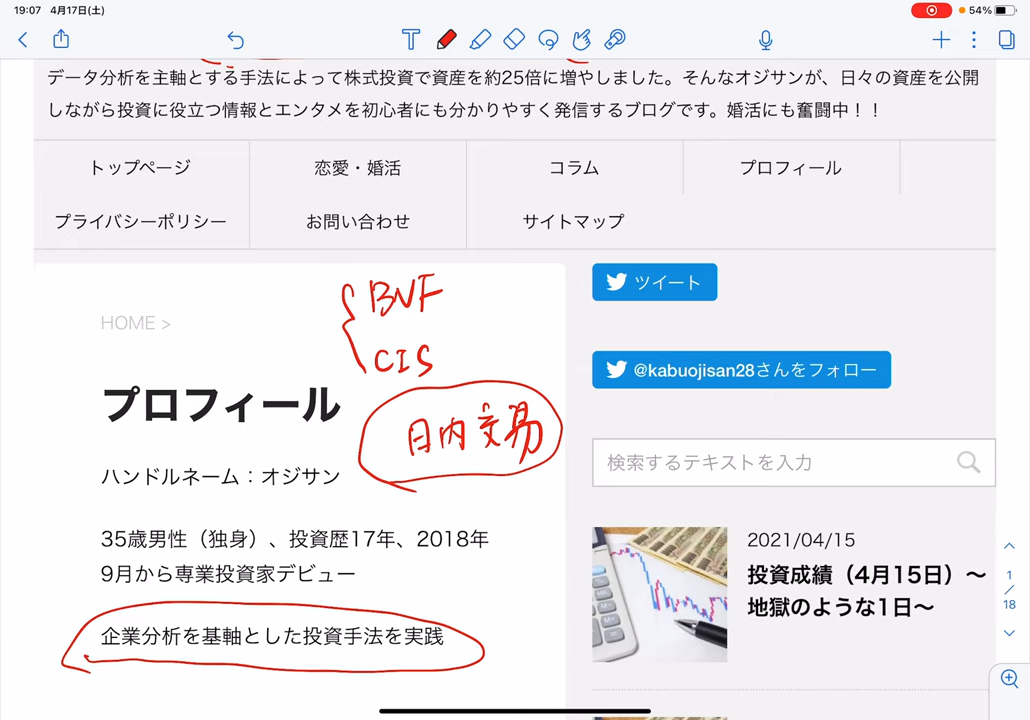 19:07 4月17日(土)
54%
T
データ分析を主軸とする手法によって株式投資で資産を約25倍に増やしました。そんなオジサンが、日々の資産を公開
しながら投資に役立つ情報とエンタメを初心者にも分かりやすく発信するブログです。婚活にも奮闘中！！
トップページ
恋愛・婚活
コラム
プロフィール
プライバシーポリシー
お問い合わせ
サイトマップ
BNF
CIS
日内交易
HOME >
プロフィール
ハンドルネーム：オジサン
35歳男性（独身）、投資歴17年、2018年
9月から専業投資家デビュー
企業分析を基軸とした投資手法を実践
ツイート
@kabuojisan28さんをフォロー
検索するテキストを入力
2021/04/15
投資成績（4月15日）〜
地獄のような1日〜
1
/
18